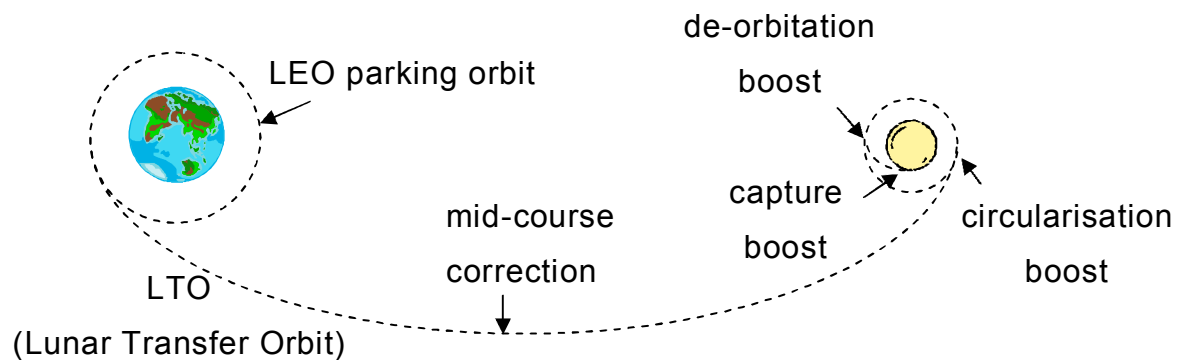 LEO parking orbit
de-orbitation
boost
mid-course
correction
capture
boost
circularisation
boost
LTO
(Lunar Transfer Orbit)